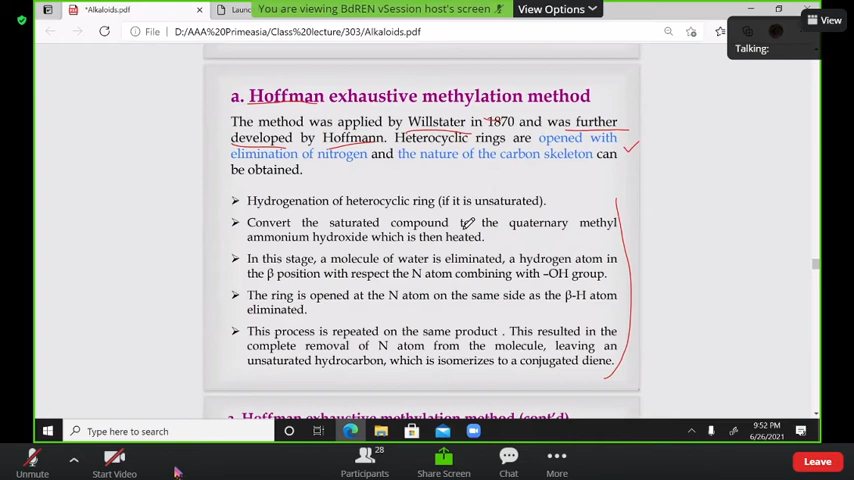 You are viewing BdREN vSession host's screen
View Options
*Alkaloids.pdf
Launc
View
Talking:
File
D:/AAA/Primeasia/Class%20lecture/303/Alkaloids.pdf
a. Hoffman exhaustive methylation method
The method was applied by Willstater in 1870 and was further
developed by Hoffmann. Heterocyclic rings are opened with
elimination of nitrogen and the nature of the carbon skeleton can
be obtained.
➢ Hydrogenation of heterocyclic ring (if it is unsaturated).
➢ Convert the saturated compound to the quaternary methyl
ammonium hydroxide which is then heated.
➢ In this stage, a molecule of water is eliminated, a hydrogen atom in
the β position with respect the N atom combining with –OH group.
➢ The ring is opened at the N atom on the same side as the β-H atom
eliminated.
➢ This process is repeated on the same product . This resulted in the
complete removal of N atom from the molecule, leaving an
unsaturated hydrocarbon, which is isomerizes to a conjugated diene.
a. Hoffman exhaustive methylation method (cont'd)
Type here to search
9:52 PM
6/26/2021
28
Unmute
Start Video
Participants
Share Screen
Chat
More
Leave